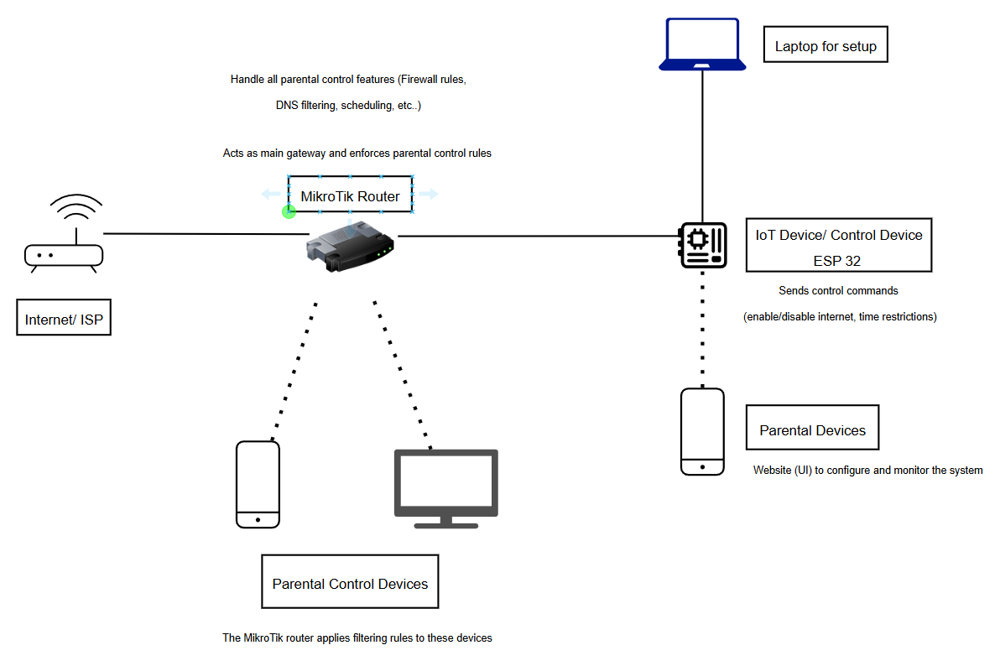 Laptop for setup
Handle all parental control features (Firewall rules,
DNS filtering, scheduling, etc..)
Acts as main gateway and enforces parental control rules
MikroTik Router
IoT Device/ Control Device
ESP 32
Sends control commands
(enable/disable internet, time restrictions)
Internet/ ISP
Parental Devices
Website (UI) to configure and monitor the system
Parental Control Devices
The MikroTik router applies filtering rules to these devices